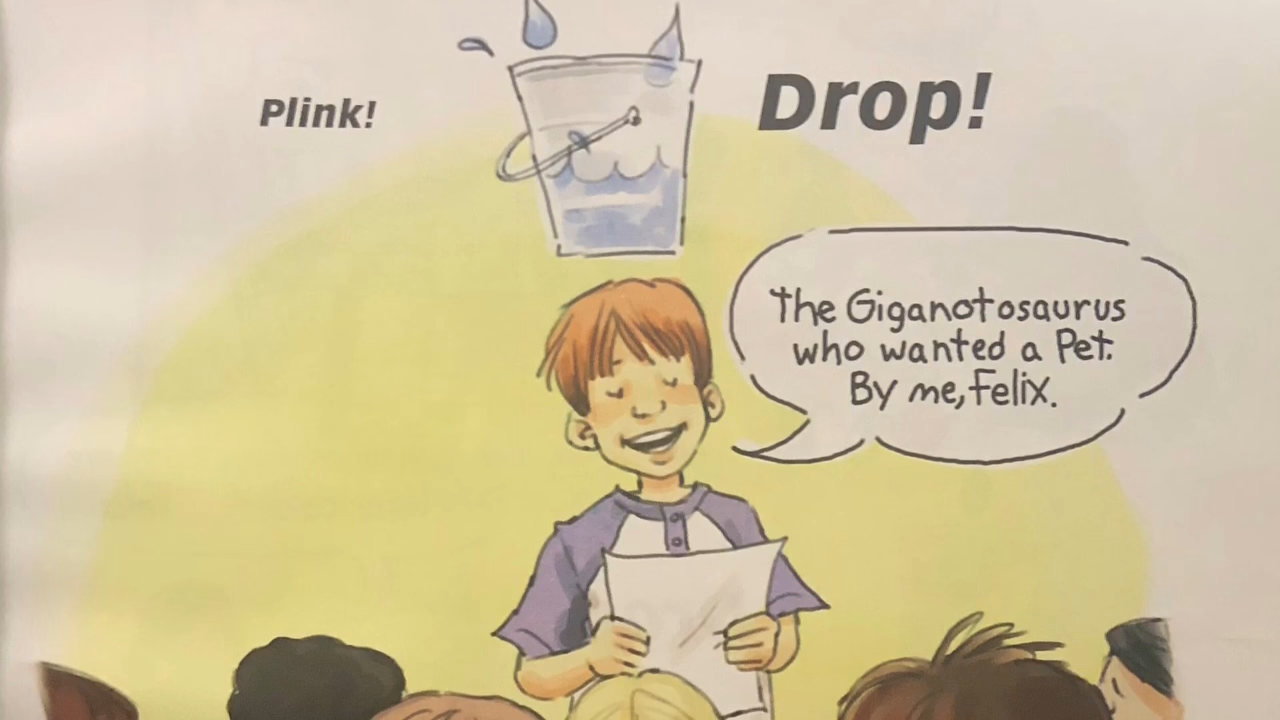 Plink!
Drop!
The Giganotosaurus
who wanted a Pet.
By me, Felix.